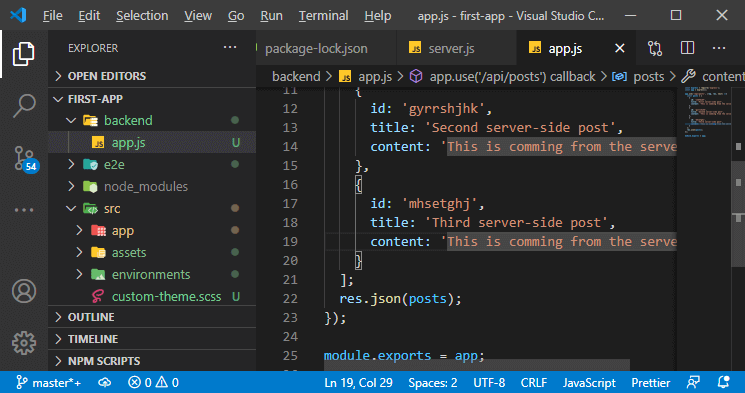 File Edit Selection View Go Run Terminal Help app.js - first-app - Visual Studio C...
EXPLORER
OPEN EDITORS
FIRST-APP
backend
JS app.js U
e2e
node_modules
src
app
assets
environments
custom-theme.scss U
OUTLINE
TIMELINE
NPM SCRIPTS
54
package-lock.json JS server.js JS app.js
backend > JS app.js > app.use('/api/posts') callback > posts > content
11 {
12 id: 'gyrrshjhk',
13 title: 'Second server-side post',
14 content: 'This is comming from the serve
15 },
16 {
17 id: 'mhsetghj',
18 title: 'Third server-side post',
19 content: 'This is comming from the serve
20 }
21 ];
22 res.json(posts);
23 });
24
25 module.exports = app;
master*+ 0 0 Ln 19, Col 29 Spaces: 2 UTF-8 CRLF JavaScript Prettier